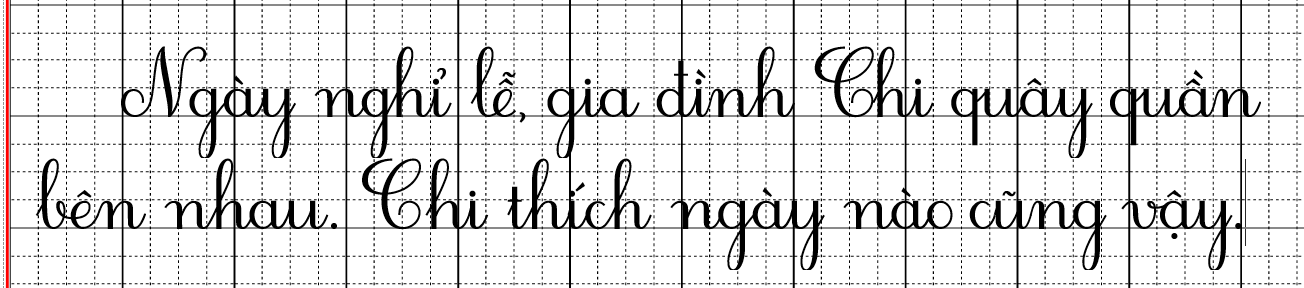 Ngày nghỉ lễ, gia đình Chi quây quần
bên nhau. Chi thích ngày nào cũng vậy.